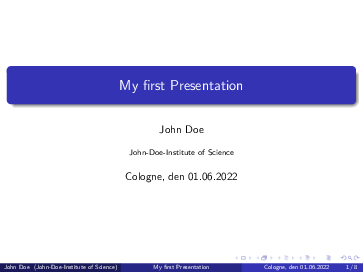 My first Presentation
John Doe
John-Doe-Institute of Science
Cologne, den 01.06.2022
John Doe (John-Doe-Institute of Science) My first Presentation Cologne, den 01.06.2022 1 / 6